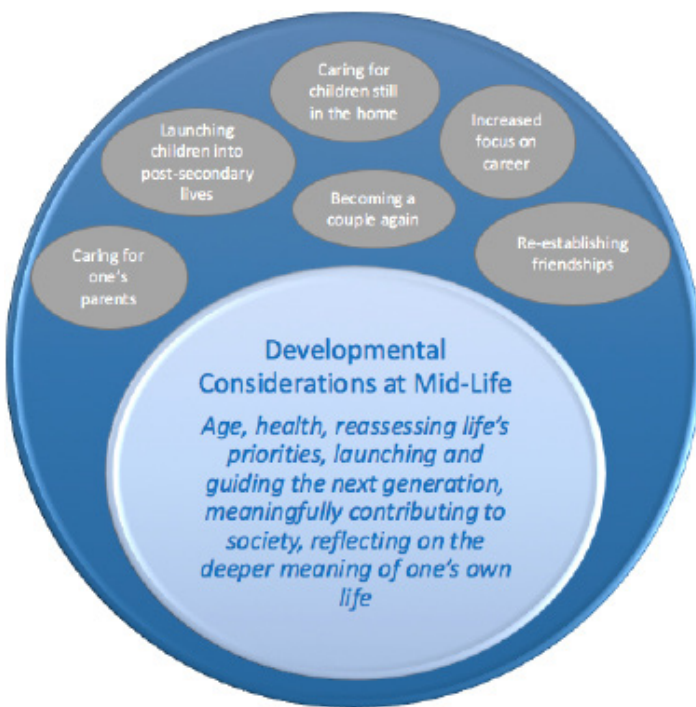 Caring for
children still
in the home
Increased
focus on
career
Launching
children into
post-secondary
lives
Becoming a
couple again
Re-establishing
friendships
Caring for
one's
parents
Developmental
Considerations at Mid-Life
Age, health, reassessing life's
priorities, launching and
guiding the next generation,
meaningfully contributing to
society, reflecting on the
deeper meaning of one's own
life